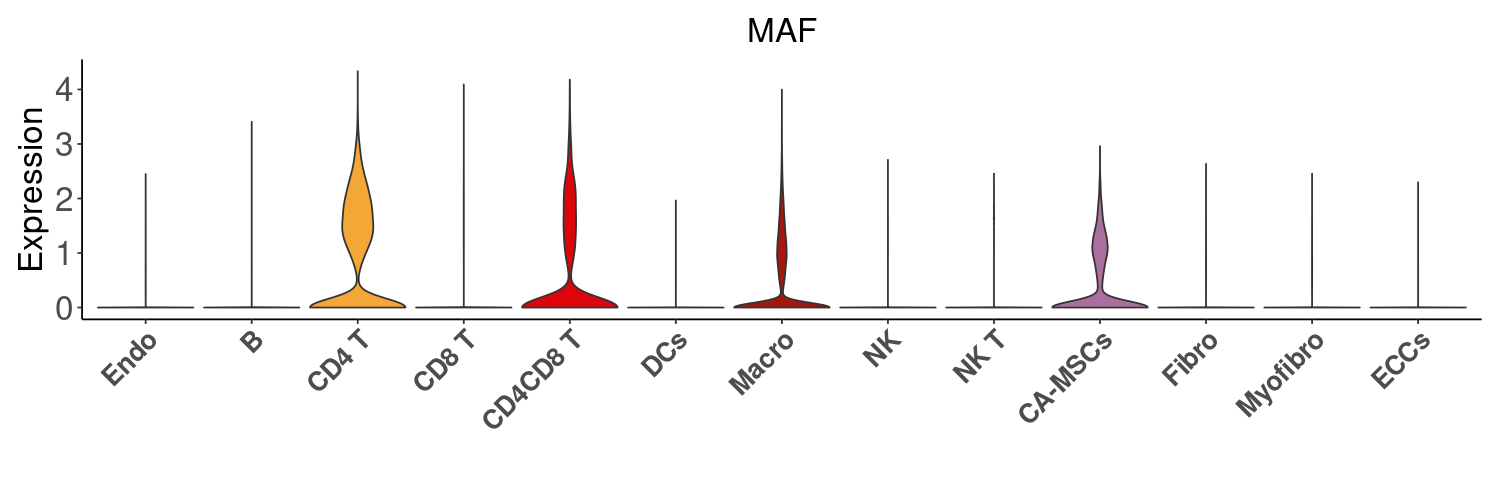 MAF
Expression
4
3
2
1
0
Endo
B
CD4 T
CD8 T
CD4CD8 T
DCs
Macro
NK
NK T
CA-MSCs
Fibro
Myofibro
ECCs